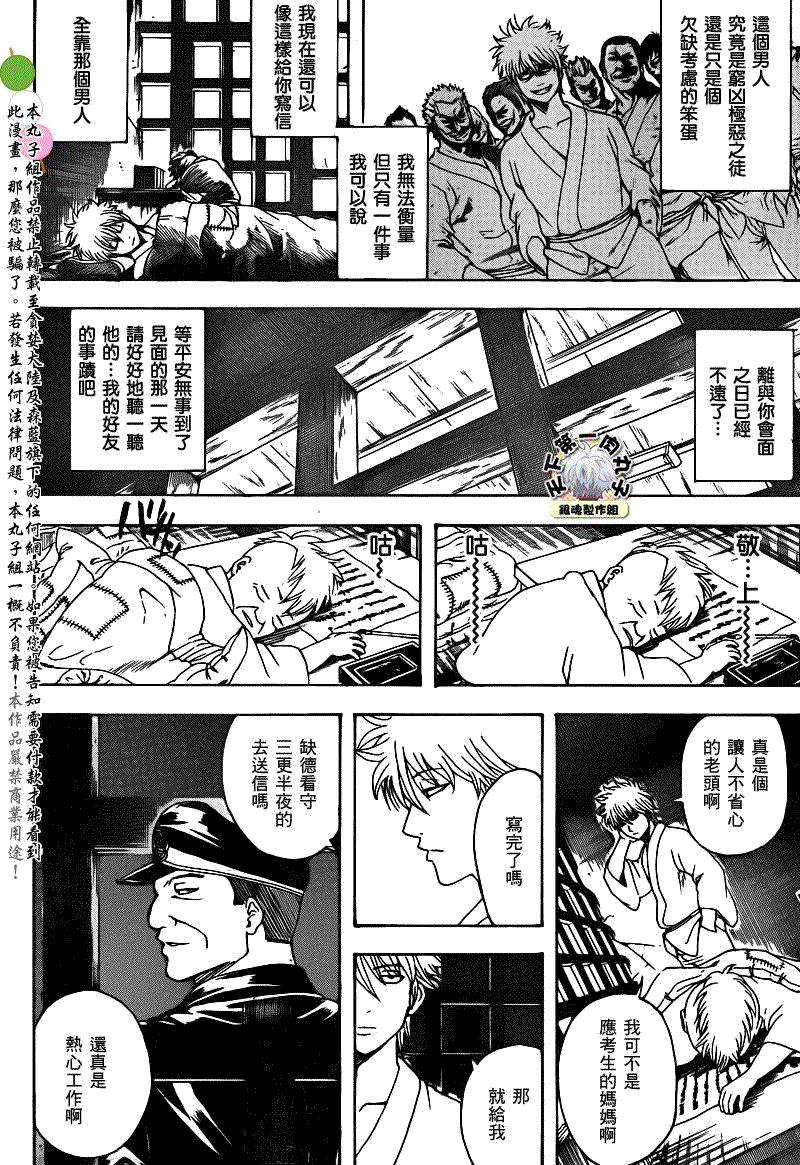 這個男人
究竟是窮凶極惡之徒
還是只是個
欠缺考慮的笨蛋
我無法衡量
但只有一件事
我可以說
我現在還可以
像這樣給你寫信
全靠那個男人
離與你會面
之日已經
不遠了…
等平安無事到了
見面的那一天
請好好地聽一聽
他的…我的好友
的事蹟吧
天下第一肉丸子
銀魂製作組
敬…上
咕
咕
真是個
讓人不省心
的老頭啊
我可不是
應考生的媽媽啊
寫完了嗎
那
就給我
缺德看守
三更半夜的
去送信嗎
還真是
熱心工作啊
本丸子組作品禁止轉載至貪婪大陸及森藍旗下的任何網站。如果您被告知需要付款才能看到
此漫畫，那麼您被騙了。若發生任何法律問題，本丸子組一概不負責！本作品嚴禁商業用途！